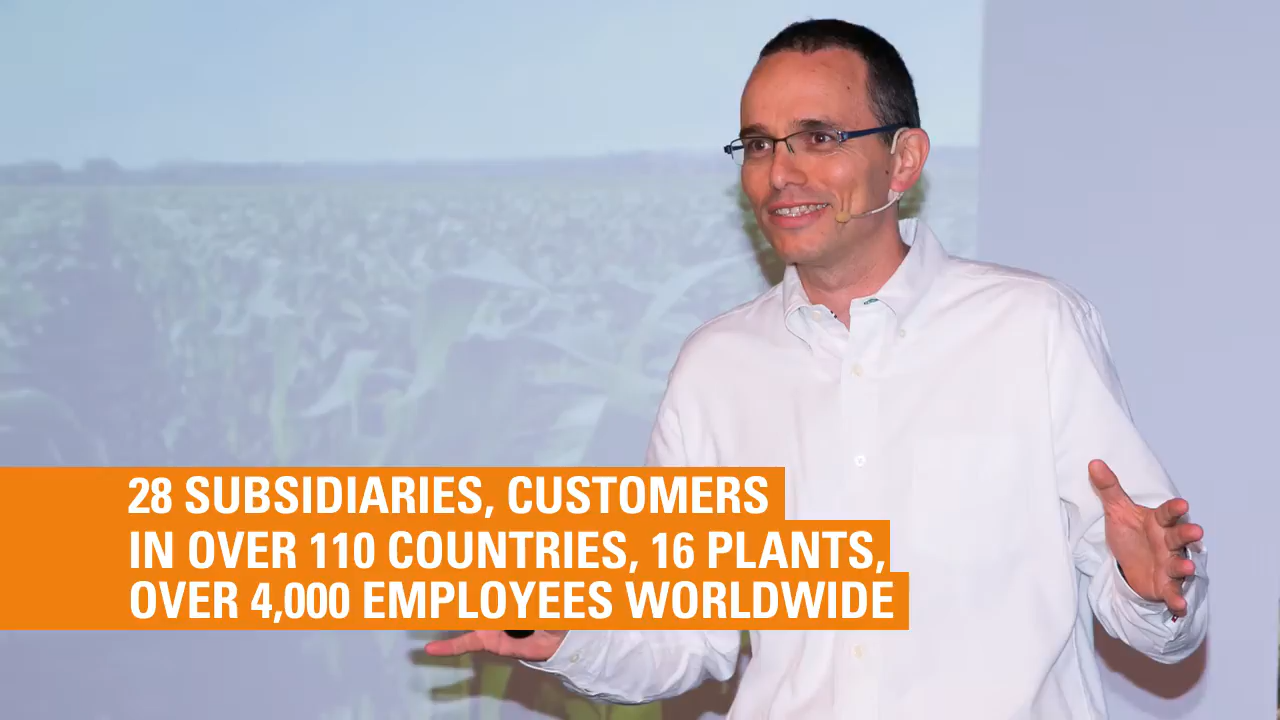 28 SUBSIDIARIES, CUSTOMERS
IN OVER 110 COUNTRIES, 16 PLANTS,
OVER 4,000 EMPLOYEES WORLDWIDE